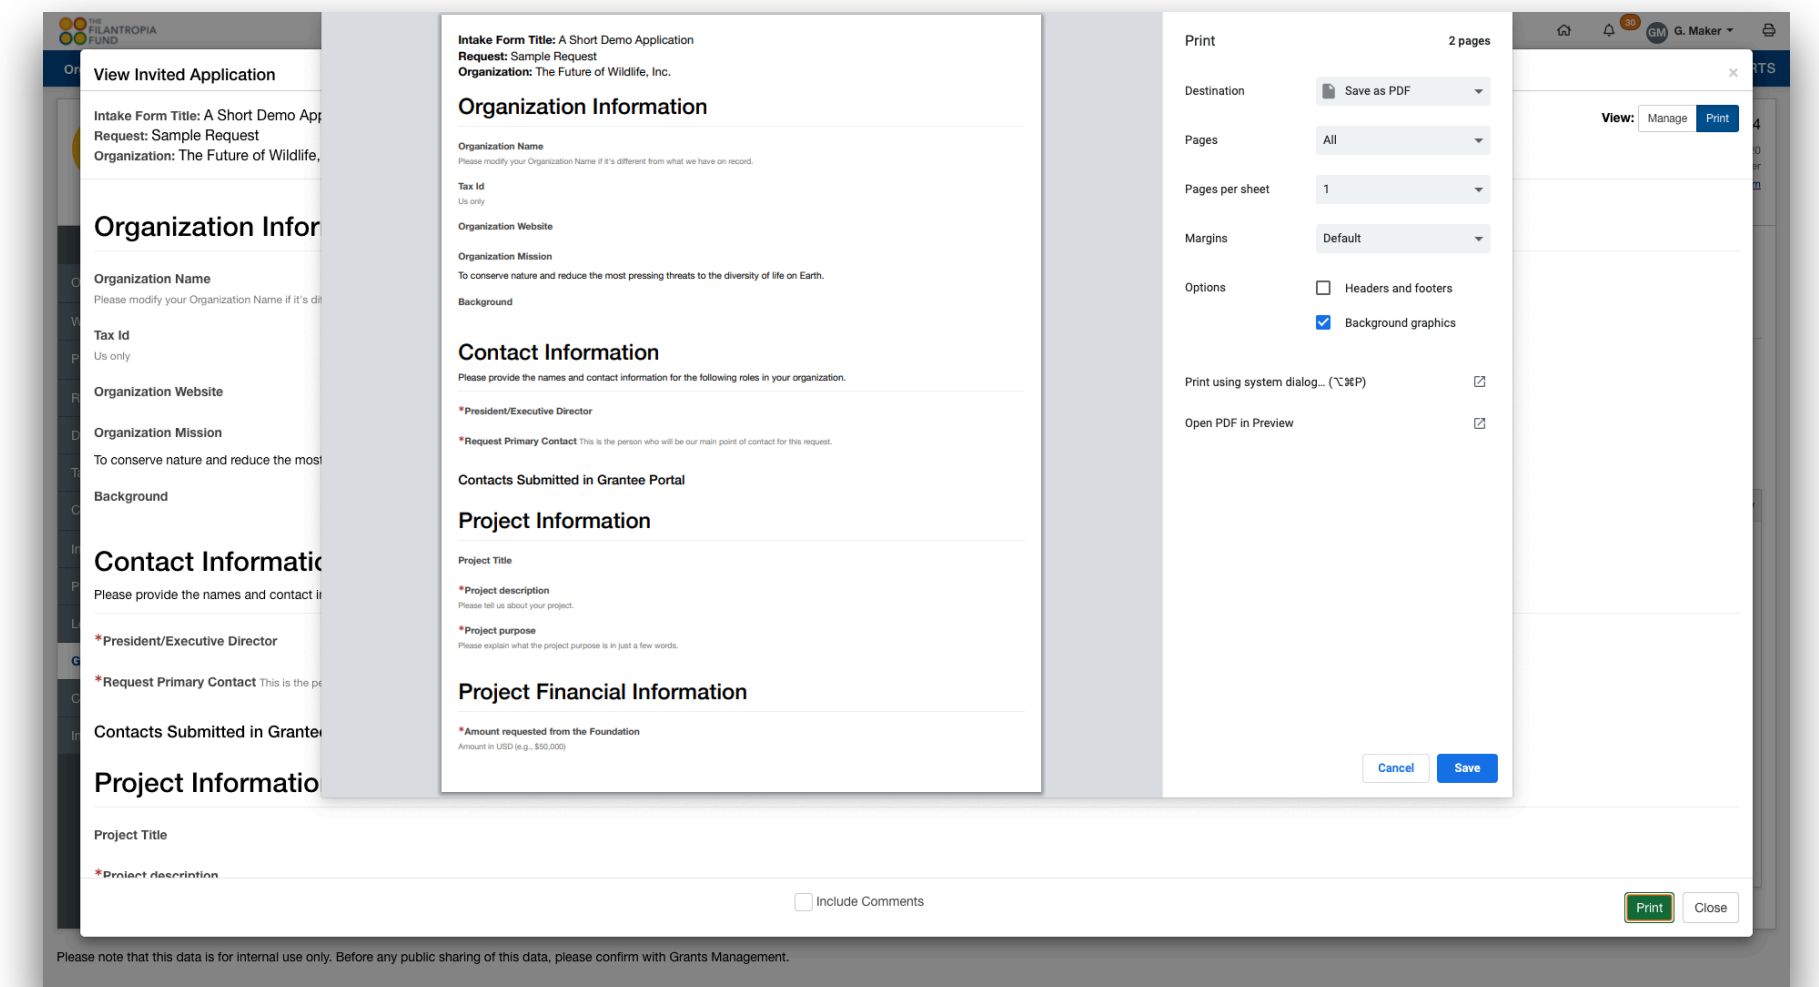 THE
FILANTROPIA
FUND
30
GM G. Maker
View Invited Application
×
Intake Form Title: A Short Demo App
Request: Sample Request
Organization: The Future of Wildlife,
View: Manage Print
Organization Infor
Organization Name
Please modify your Organization Name if it's dif
Tax Id
Us only
Organization Website
Organization Mission
To conserve nature and reduce the most
Background
Contact Informatio
Please provide the names and contact in
*President/Executive Director
*Request Primary Contact This is the pe
Contacts Submitted in Grantee
Project Informatio
Project Title
*Project description
Intake Form Title: A Short Demo Application
Request: Sample Request
Organization: The Future of Wildlife, Inc.
Organization Information
Organization Name
Please modify your Organization Name if it's different from what we have on record.
Tax Id
Us only
Organization Website
Organization Mission
To conserve nature and reduce the most pressing threats to the diversity of life on Earth.
Background
Contact Information
Please provide the names and contact information for the following roles in your organization.
*President/Executive Director
*Request Primary Contact This is the person who will be our main point of contact for this request.
Contacts Submitted in Grantee Portal
Project Information
Project Title
*Project description
Please tell us about your project.
*Project purpose
Please explain what the project purpose is in just a few words.
Project Financial Information
*Amount requested from the Foundation
Amount in USD (e.g., $50,000)
Print 2 pages
Destination Save as PDF
Pages All
Pages per sheet 1
Margins Default
Options Headers and footers
Background graphics
Print using system dialog... (⌥⌘P)
Open PDF in Preview
Cancel Save
Include Comments
Print Close
Please note that this data is for internal use only. Before any public sharing of this data, please confirm with Grants Management.